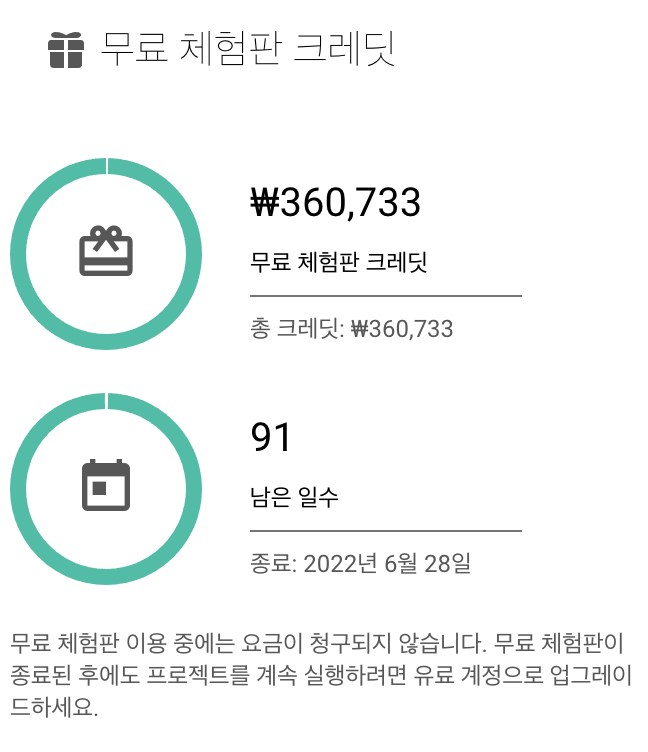 무료 체험판 크레딧
₩360,733
무료 체험판 크레딧
총 크레딧: ₩360,733
91
남은 일수
종료: 2022년 6월 28일
무료 체험판 이용 중에는 요금이 청구되지 않습니다. 무료 체험판이
종료된 후에도 프로젝트를 계속 실행하려면 유료 계정으로 업그레이
드하세요.